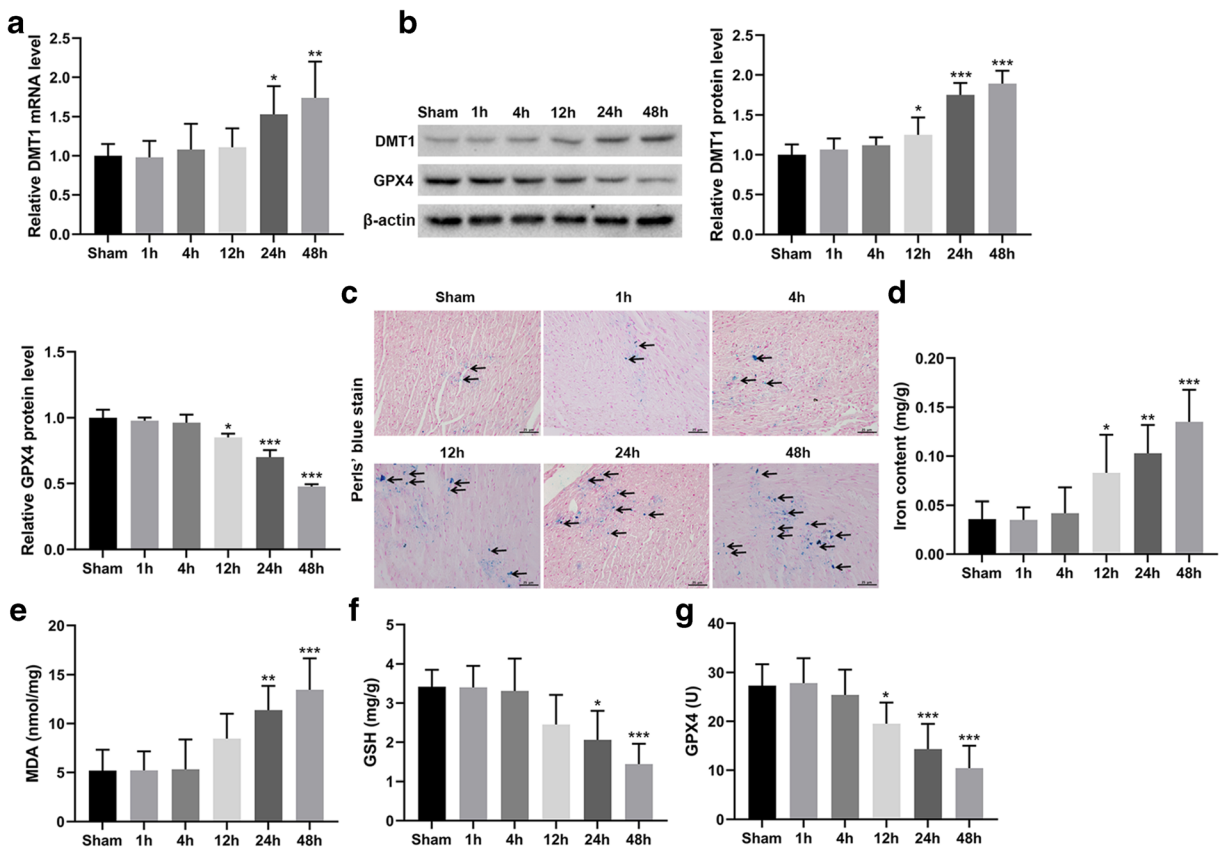 a
Relative DMT1 mRNA level
2.5
2.0
1.5
1.0
0.5
0.0
*
**
Sham 1h 4h 12h 24h 48h
b
Sham 1h 4h 12h 24h 48h
DMT1
GPX4
β-actin
Relative DMT1 protein level
2.5
2.0
1.5
1.0
0.5
0.0
*
***
***
Sham 1h 4h 12h 24h 48h
Relative GPX4 protein level
1.5
1.0
0.5
0.0
*
***
***
Sham 1h 4h 12h 24h 48h
c
Perls' blue stain
Sham 1h 4h
12h 24h 48h
d
Iron content (mg/g)
0.20
0.15
0.10
0.05
0.00
*
**
***
Sham 1h 4h 12h 24h 48h
e
MDA (nmol/mg)
20
15
10
5
0
**
***
Sham 1h 4h 12h 24h 48h
f
GSH (mg/g)
5
4
3
2
1
0
*
***
Sham 1h 4h 12h 24h 48h
g
GPX4 (U)
40
30
20
10
0
*
***
***
Sham 1h 4h 12h 24h 48h